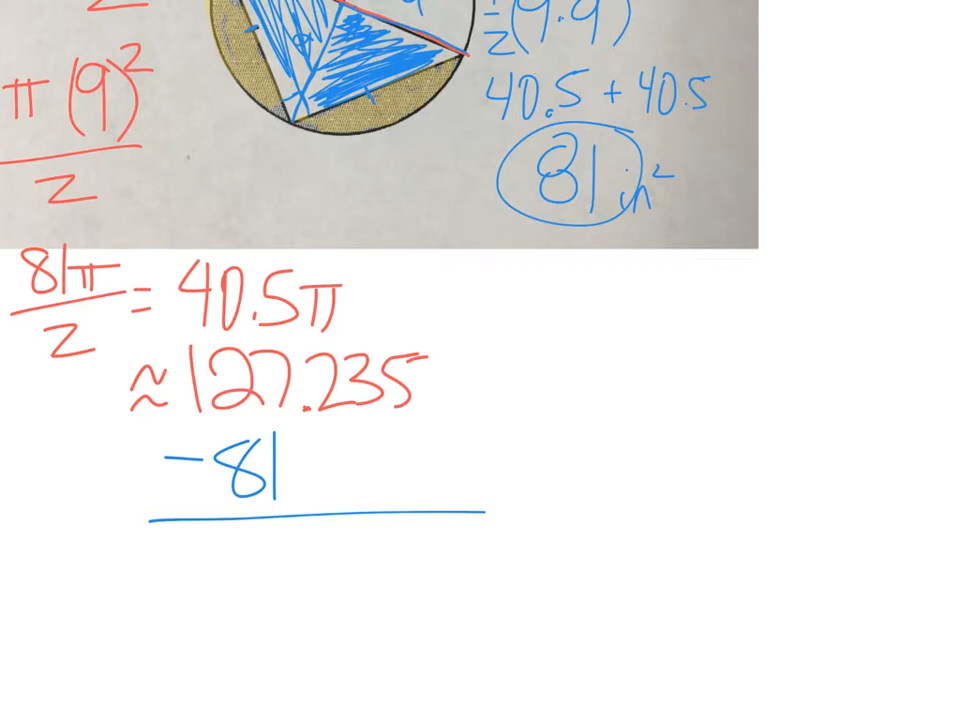 ½(9·9)
π(9)²
2
40.5 + 40.5
81 in²
81π
2
= 40.5π
≈ 127.235
−81